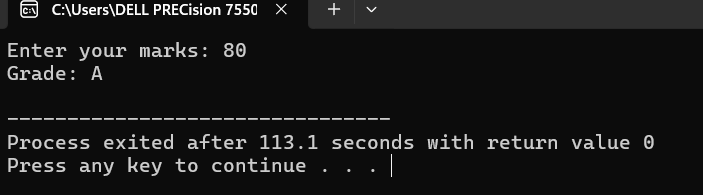 C:\Users\DELL PRECision 7550
Enter your marks: 80
Grade: A
--------------------------------
Process exited after 113.1 seconds with return value 0
Press any key to continue . . .